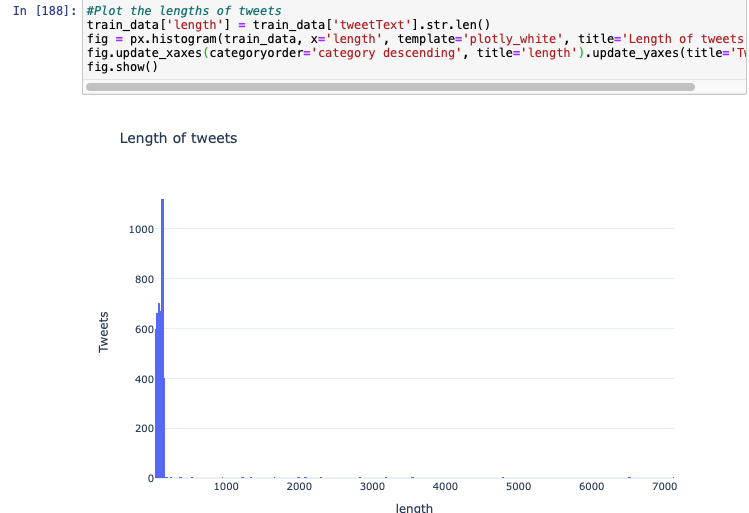 In [188]: #Plot the lengths of tweets
train_data['length'] = train_data['tweetText'].str.len()
fig = px.histogram(train_data, x='length', template='plotly_white', title='Length of tweets
fig.update_xaxes(categoryorder='category descending', title='length').update_yaxes(title='Tw
fig.show()
Length of tweets
1000
800
600
400
200
0
Tweets
1000 2000 3000 4000 5000 6000 7000
length